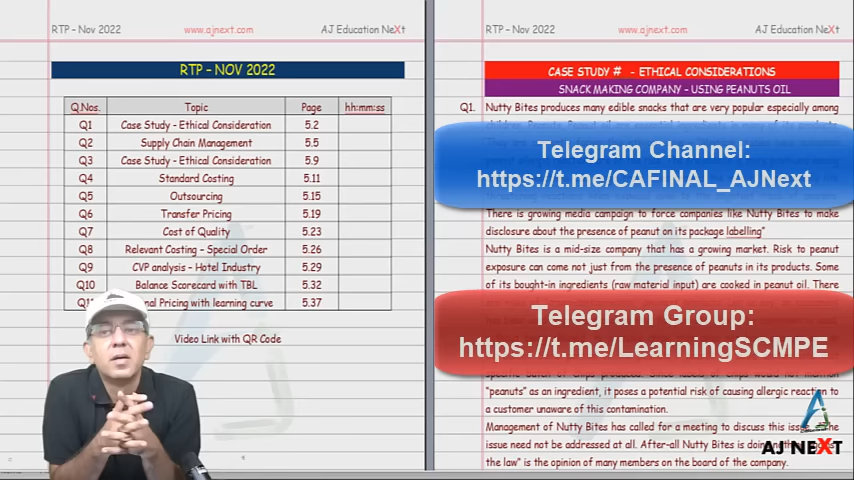 RTP - Nov 2022
www.ajnext.com
AJ Education NeXt
RTP – NOV 2022
Q.Nos. Topic Page hh:mm:ss
Q1 Case Study - Ethical Consideration 5.2
Q2 Supply Chain Management 5.5
Q3 Case Study - Ethical Consideration 5.9
Q4 Standard Costing 5.11
Q5 Outsourcing 5.15
Q6 Transfer Pricing 5.19
Q7 Cost of Quality 5.23
Q8 Relevant Costing – Special Order 5.26
Q9 CVP analysis – Hotel Industry 5.29
Q10 Balance Scorecard with TBL 5.32
Pricing with learning curve 5.37
Video Link with QR Code
RTP - Nov 2022
www.ajnext.com
AJ Education NeXt
CASE STUDY # - ETHICAL CONSIDERATIONS
SNACK MAKING COMPANY – USING PEANUTS OIL
Q1. Nutty Bites produces many edible snacks that are very popular especially among
Telegram Channel:
https://t.me/CAFINAL_AJNext
There is growing media campaign to force companies like Nutty Bites to make
disclosure about the presence of peanut on its package labelling"
Nutty Bites is a mid-size company that has a growing market. Risk to peanut
exposure can come not just from the presence of peanuts in its products. Some
of its bought-in ingredients (raw material input) are cooked in peanut oil. There
Telegram Group:
https://t.me/LearningSCMPE
"peanuts" as an ingredient, it poses a potential risk of causing allergic reaction to
a customer unaware of this contamination.
Management of Nutty Bites has called for a meeting to discuss this
issue need not be addressed at all. After-all Nutty Bites is
the law" is the opinion of many members on the board of the company.
AJ NEXT